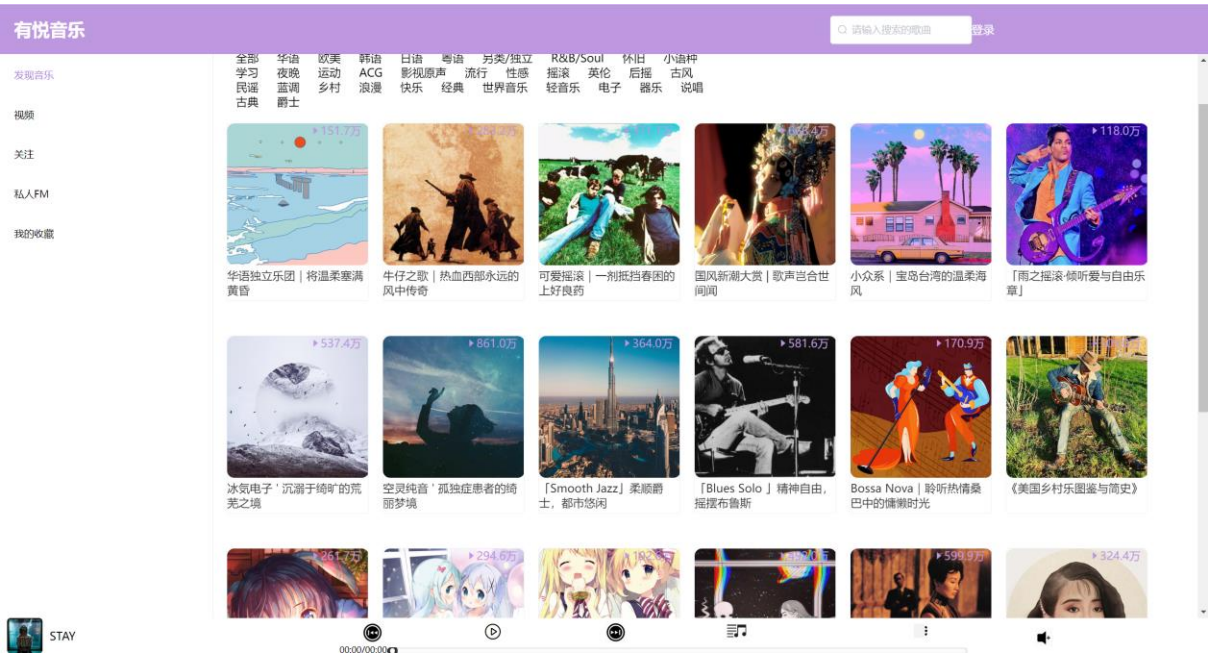 有悦音乐
请输入搜索的歌曲
登录
发现音乐
视频
关注
私人FM
我的收藏
全部 华语 欧美 韩语 日语 粤语 另类/独立 R&B/Soul 怀旧 小语种
学习 夜晚 运动 ACG 影视原声 流行 性感 摇滚 英伦 后摇 古风
民谣 蓝调 乡村 浪漫 快乐 经典 世界音乐 轻音乐 电子 器乐 说唱
古典 爵士
151.7万
118.0万
华语独立乐团｜将温柔塞满
黄昏
牛仔之歌｜热血西部永远的
风中传奇
可爱摇滚｜一剂抵挡春困的
上好良药
国风新潮大赏｜歌声岂合世
间闻
小众系｜宝岛台湾的温柔海
风
「雨之摇滚·倾听爱与自由乐
章」
537.4万
861.0万
364.0万
581.6万
170.9万
冰氛电子＇沉溺于绮旷的荒
芜之境
空灵纯音＇孤独症患者的绮
丽梦境
「Smooth Jazz」柔顺爵
士，都市悠闲
「Blues Solo 」精神自由，
摇摆布鲁斯
Bossa Nova｜聆听热情桑
巴中的慵懒时光
《美国乡村乐图鉴与简史》
261.7万
294.6万
599.9万
324.4万
STAY
00:00/00:00